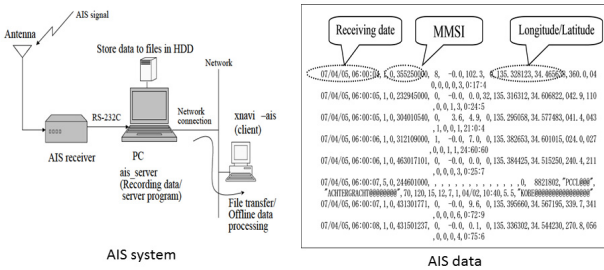 AIS signal
Antenna
Store data to files in HDD
Network
RS-232C
Network
connection
xnavi -ais
(client)
AIS receiver
PC
ais_server
(Recording data/
server program)
File transfer/
Offline data
processing
AIS system
Receiving date
MMSI
Longitude/Latitude
07/04/05,06:00:04,1,0,355250000, 8, -0.0,102.3, 0,135.328123,34.465638,360.0,04
,0,0,0,3,0:17:4
07/04/05,06:00:05,1,0,232945000, 0, -0.0, 0.0,32,135.316312,34.606822,042.9,110
,0,0,1,3,0:24:5
07/04/05,06:00:05,1,0,304010540, 0, 3.6, 4.9, 0,135.295058,34.577483,041.4,043
,1,0,0,1,21:0:4
07/04/05,06:00:06,1,0,312109000, 1, -0.0, 7.0, 0,135.382653,34.601015,024.0,027
,0,0,1,1,24:60:60
07/04/05,06:00:06,1,0,463017101, 0, -0.0, 0.0, 0,135.384425,34.515250,240.4,211
,0,0,0,3,0:25:7
07/04/05,06:00:07,5,0,244601000, , , , , , , , , , , , , 0, 8821802,"PCCL@@@"
,"ACHTERGRACHT@@@@@@@@",70,120,15,12,7,1,04/02,10:40,5.5,"KOBE@@@@@@@@@@@@@@@@"
07/04/05,06:00:07,1,0,431301771, 0, -0.0, 9.6, 0,135.395660,34.567195,339.7,341
,0,0,0,6,0:72:9
07/04/05,06:00:08,1,0,431501237, 0, -0.0, 0.1, 0,135.336302,34.544230,270.8,056
,0,0,0,4,0:75:6
AIS data